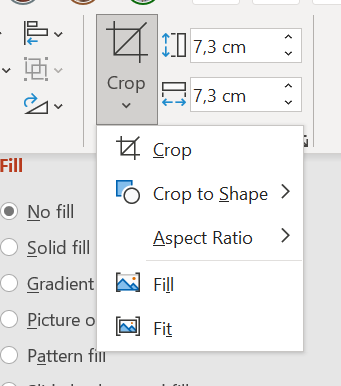 7,3 cm
Crop
7,3 cm
Crop
Crop to Shape
Aspect Ratio
Fill
Fit
Fill
No fill
Solid fill
Gradient
Picture o
Pattern fill